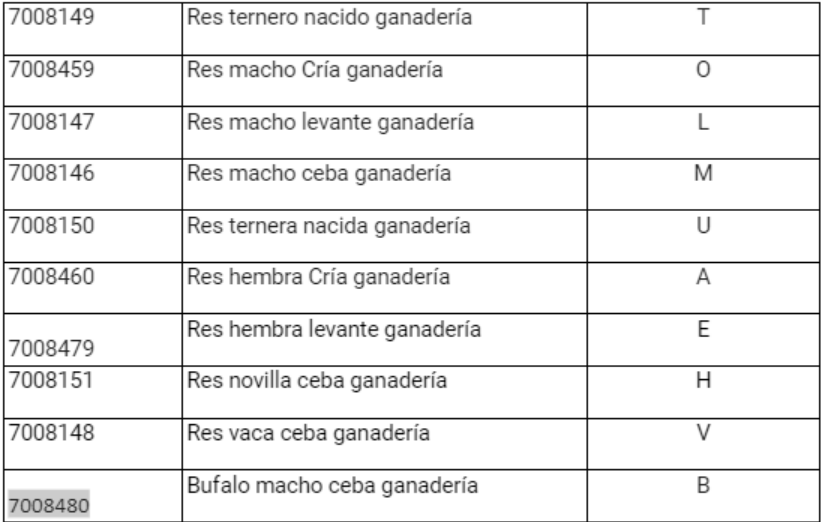 7008149 Res ternero nacido ganadería T
7008459 Res macho Cría ganadería O
7008147 Res macho levante ganadería L
7008146 Res macho ceba ganadería M
7008150 Res ternera nacida ganadería U
7008460 Res hembra Cría ganadería A
7008479 Res hembra levante ganadería E
7008151 Res novilla ceba ganadería H
7008148 Res vaca ceba ganadería V
7008480 Bufalo macho ceba ganadería B